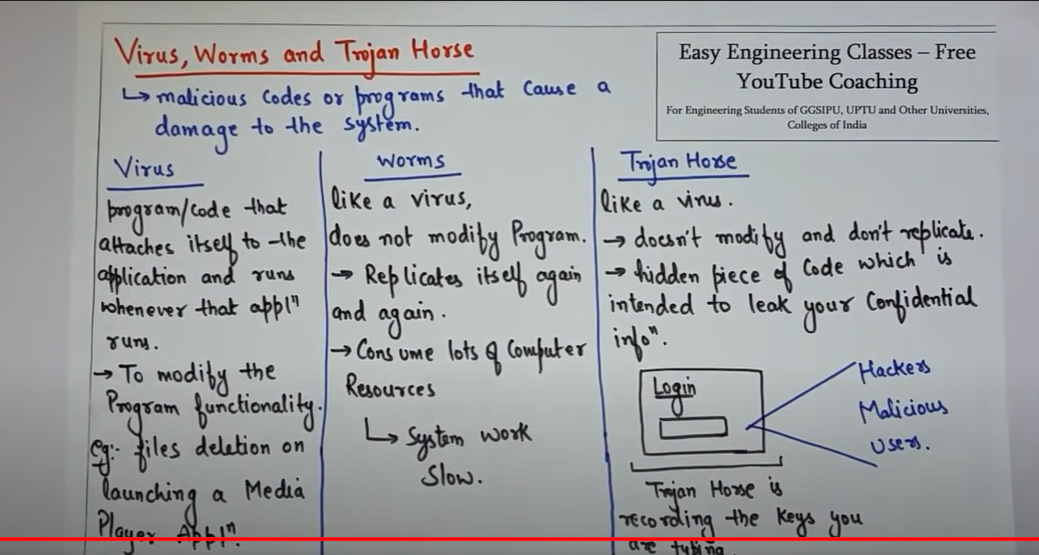 Virus, Worms and Trojan Horse
↳ malicious codes or programs that cause a
damage to the system.
Easy Engineering Classes – Free
YouTube Coaching
For Engineering Students of GGSIPU, UPTU and Other Universities,
Colleges of India
Virus
program/code that
attaches itself to the
application and runs
whenever that applⁿ
runs.
→ To modify the
Program functionality.
eg:- files deletion on
launching a Media
Player Applⁿ.
Worms
like a virus,
does not modify Program.
→ Replicates itself again
and again.
→ Consume lots of Computer
Resources
↳ System work
Slow.
Trojan Horse
like a virus.
→ doesn't modify and don't replicate.
→ hidden piece of Code which is
intended to leak your Confidential
infoⁿ.
Login
Hackers
Malicious
Users.
Trojan Horse is
recording the keys you
are typing